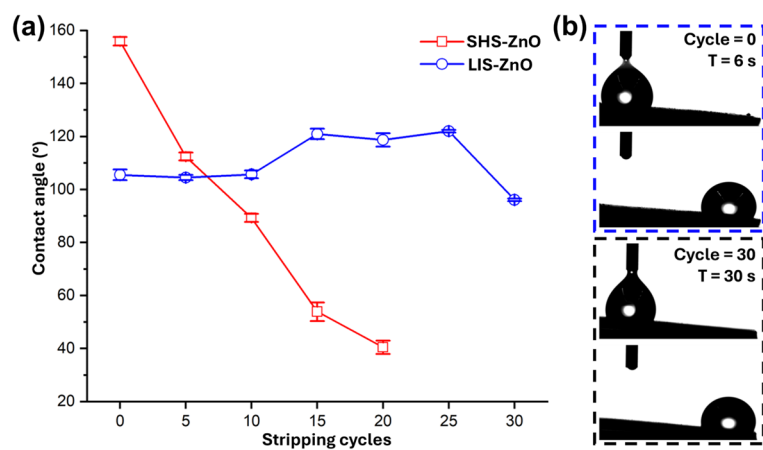 (a)
160
140
120
100
80
60
40
20
Contact angle (°)
0 5 10 15 20 25 30
Stripping cycles
SHS-ZnO
LIS-ZnO
(b)
Cycle = 0
T = 6 s
Cycle = 30
T = 30 s